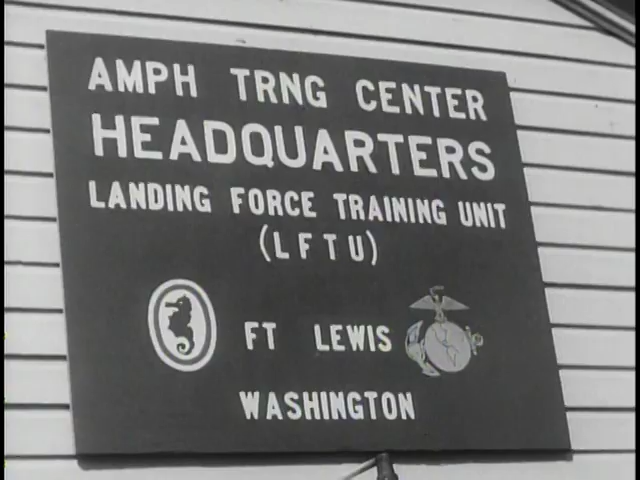 AMPH TRNG CENTER
HEADQUARTERS
LANDING FORCE TRAINING UNIT
(LFTU)
FT LEWIS
WASHINGTON